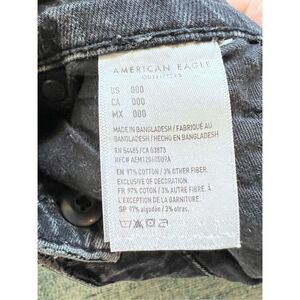 AMERICAN EAGLE
OUTFITTERS
US 000
CA 000
MX 000
MADE IN BANGLADESH / FABRIQUÉ AU
BANGLADESH / HECHO EN BANGLADESH
RN 54485 / CA 03873
EN 97% COTTON / 3% OTHER FIBER.
EXCLUSIVE OF DECORATION.
FR 97% COTON / 3% AUTRE FIBRE. À
L'EXCEPTION DE LA GARNITURE.
SP 97% algodón / 3% otras.